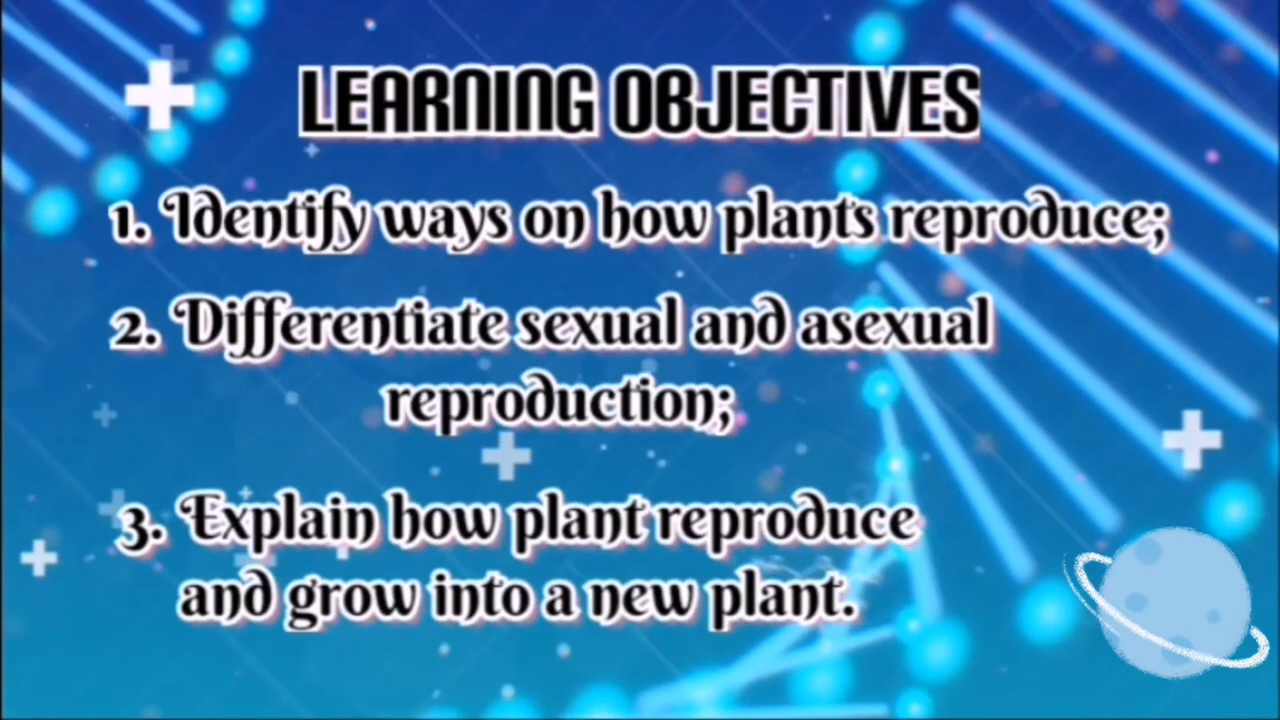 LEARNING OBJECTIVES
1. Identify ways on how plants reproduce;
2. Differentiate sexual and asexual
reproduction;
3. Explain how plant reproduce
and grow into a new plant.